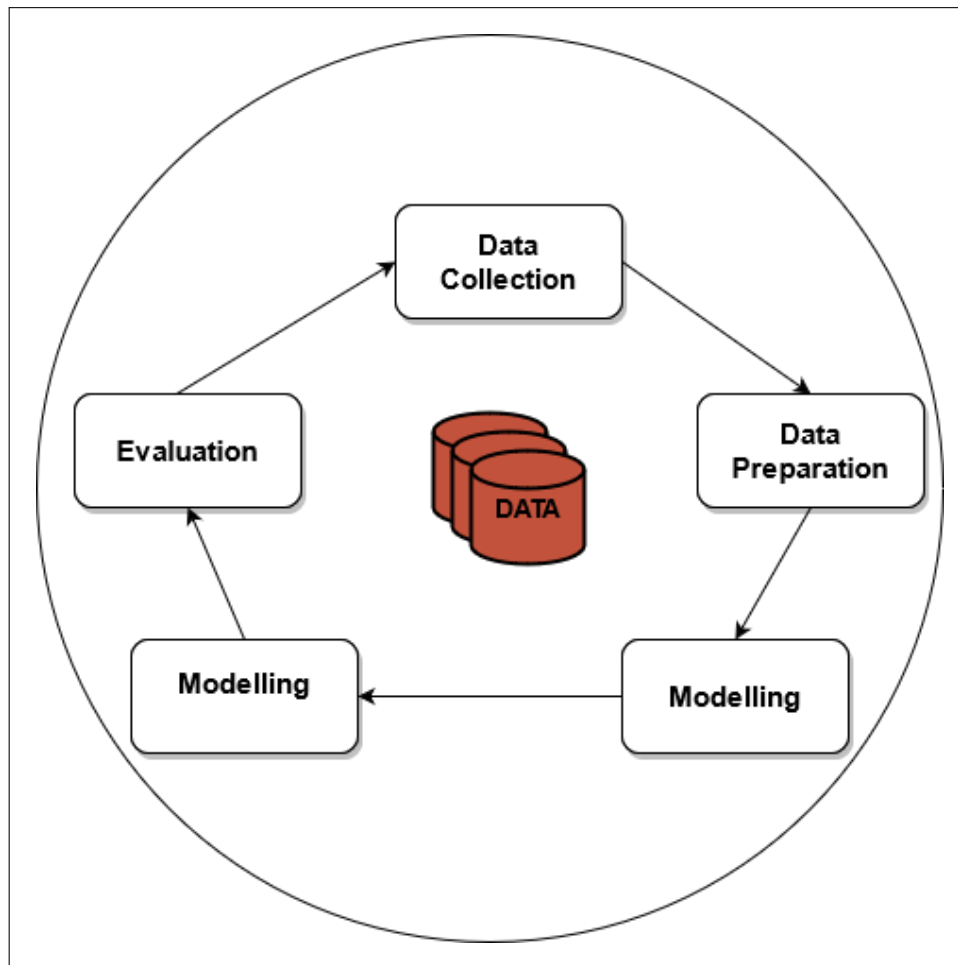 Data
Collection
Evaluation
Data
Preparation
DATA
Modelling
Modelling